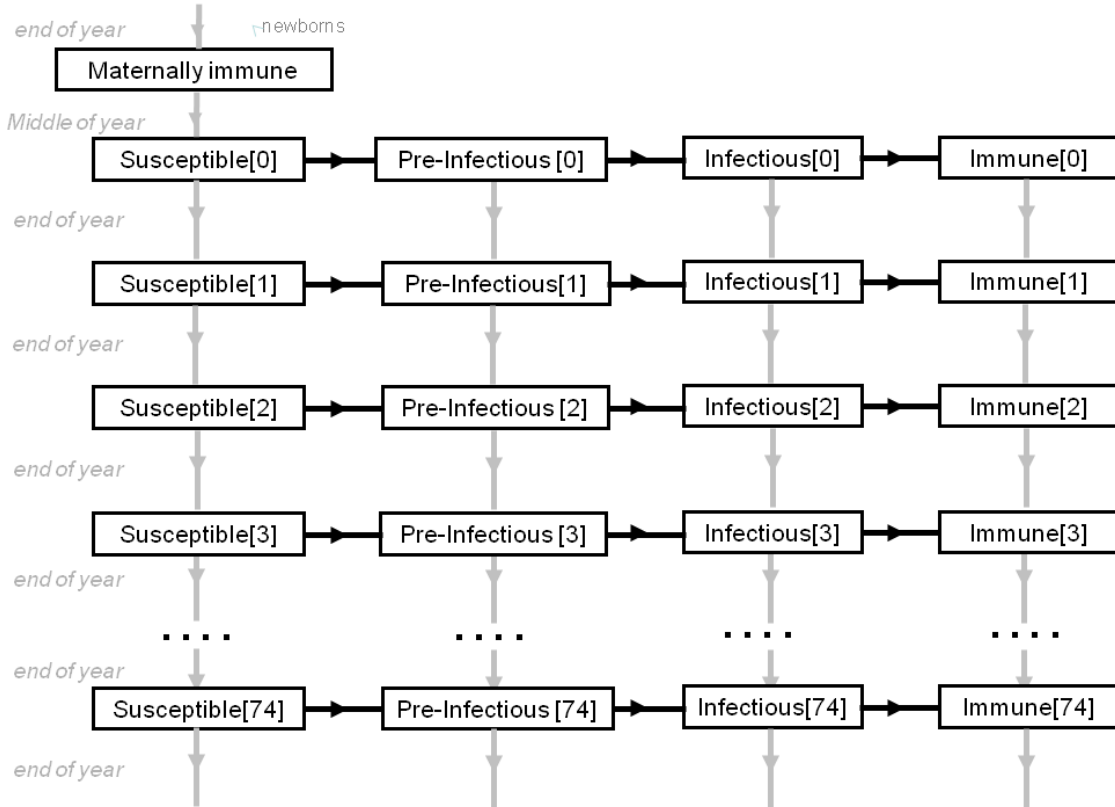 end of year
newborns
Maternally immune
Middle of year
Susceptible[0] Pre-Infectious [0] Infectious[0] Immune[0]
end of year
Susceptible[1] Pre-Infectious[1] Infectious[1] Immune[1]
end of year
Susceptible[2] Pre-Infectious [2] Infectious[2] Immune[2]
end of year
Susceptible[3] Pre-Infectious [3] Infectious[3] Immune[3]
end of year
. . . . . . . . . . . . . . . .
end of year
Susceptible[74] Pre-Infectious [74] Infectious[74] Immune[74]
end of year